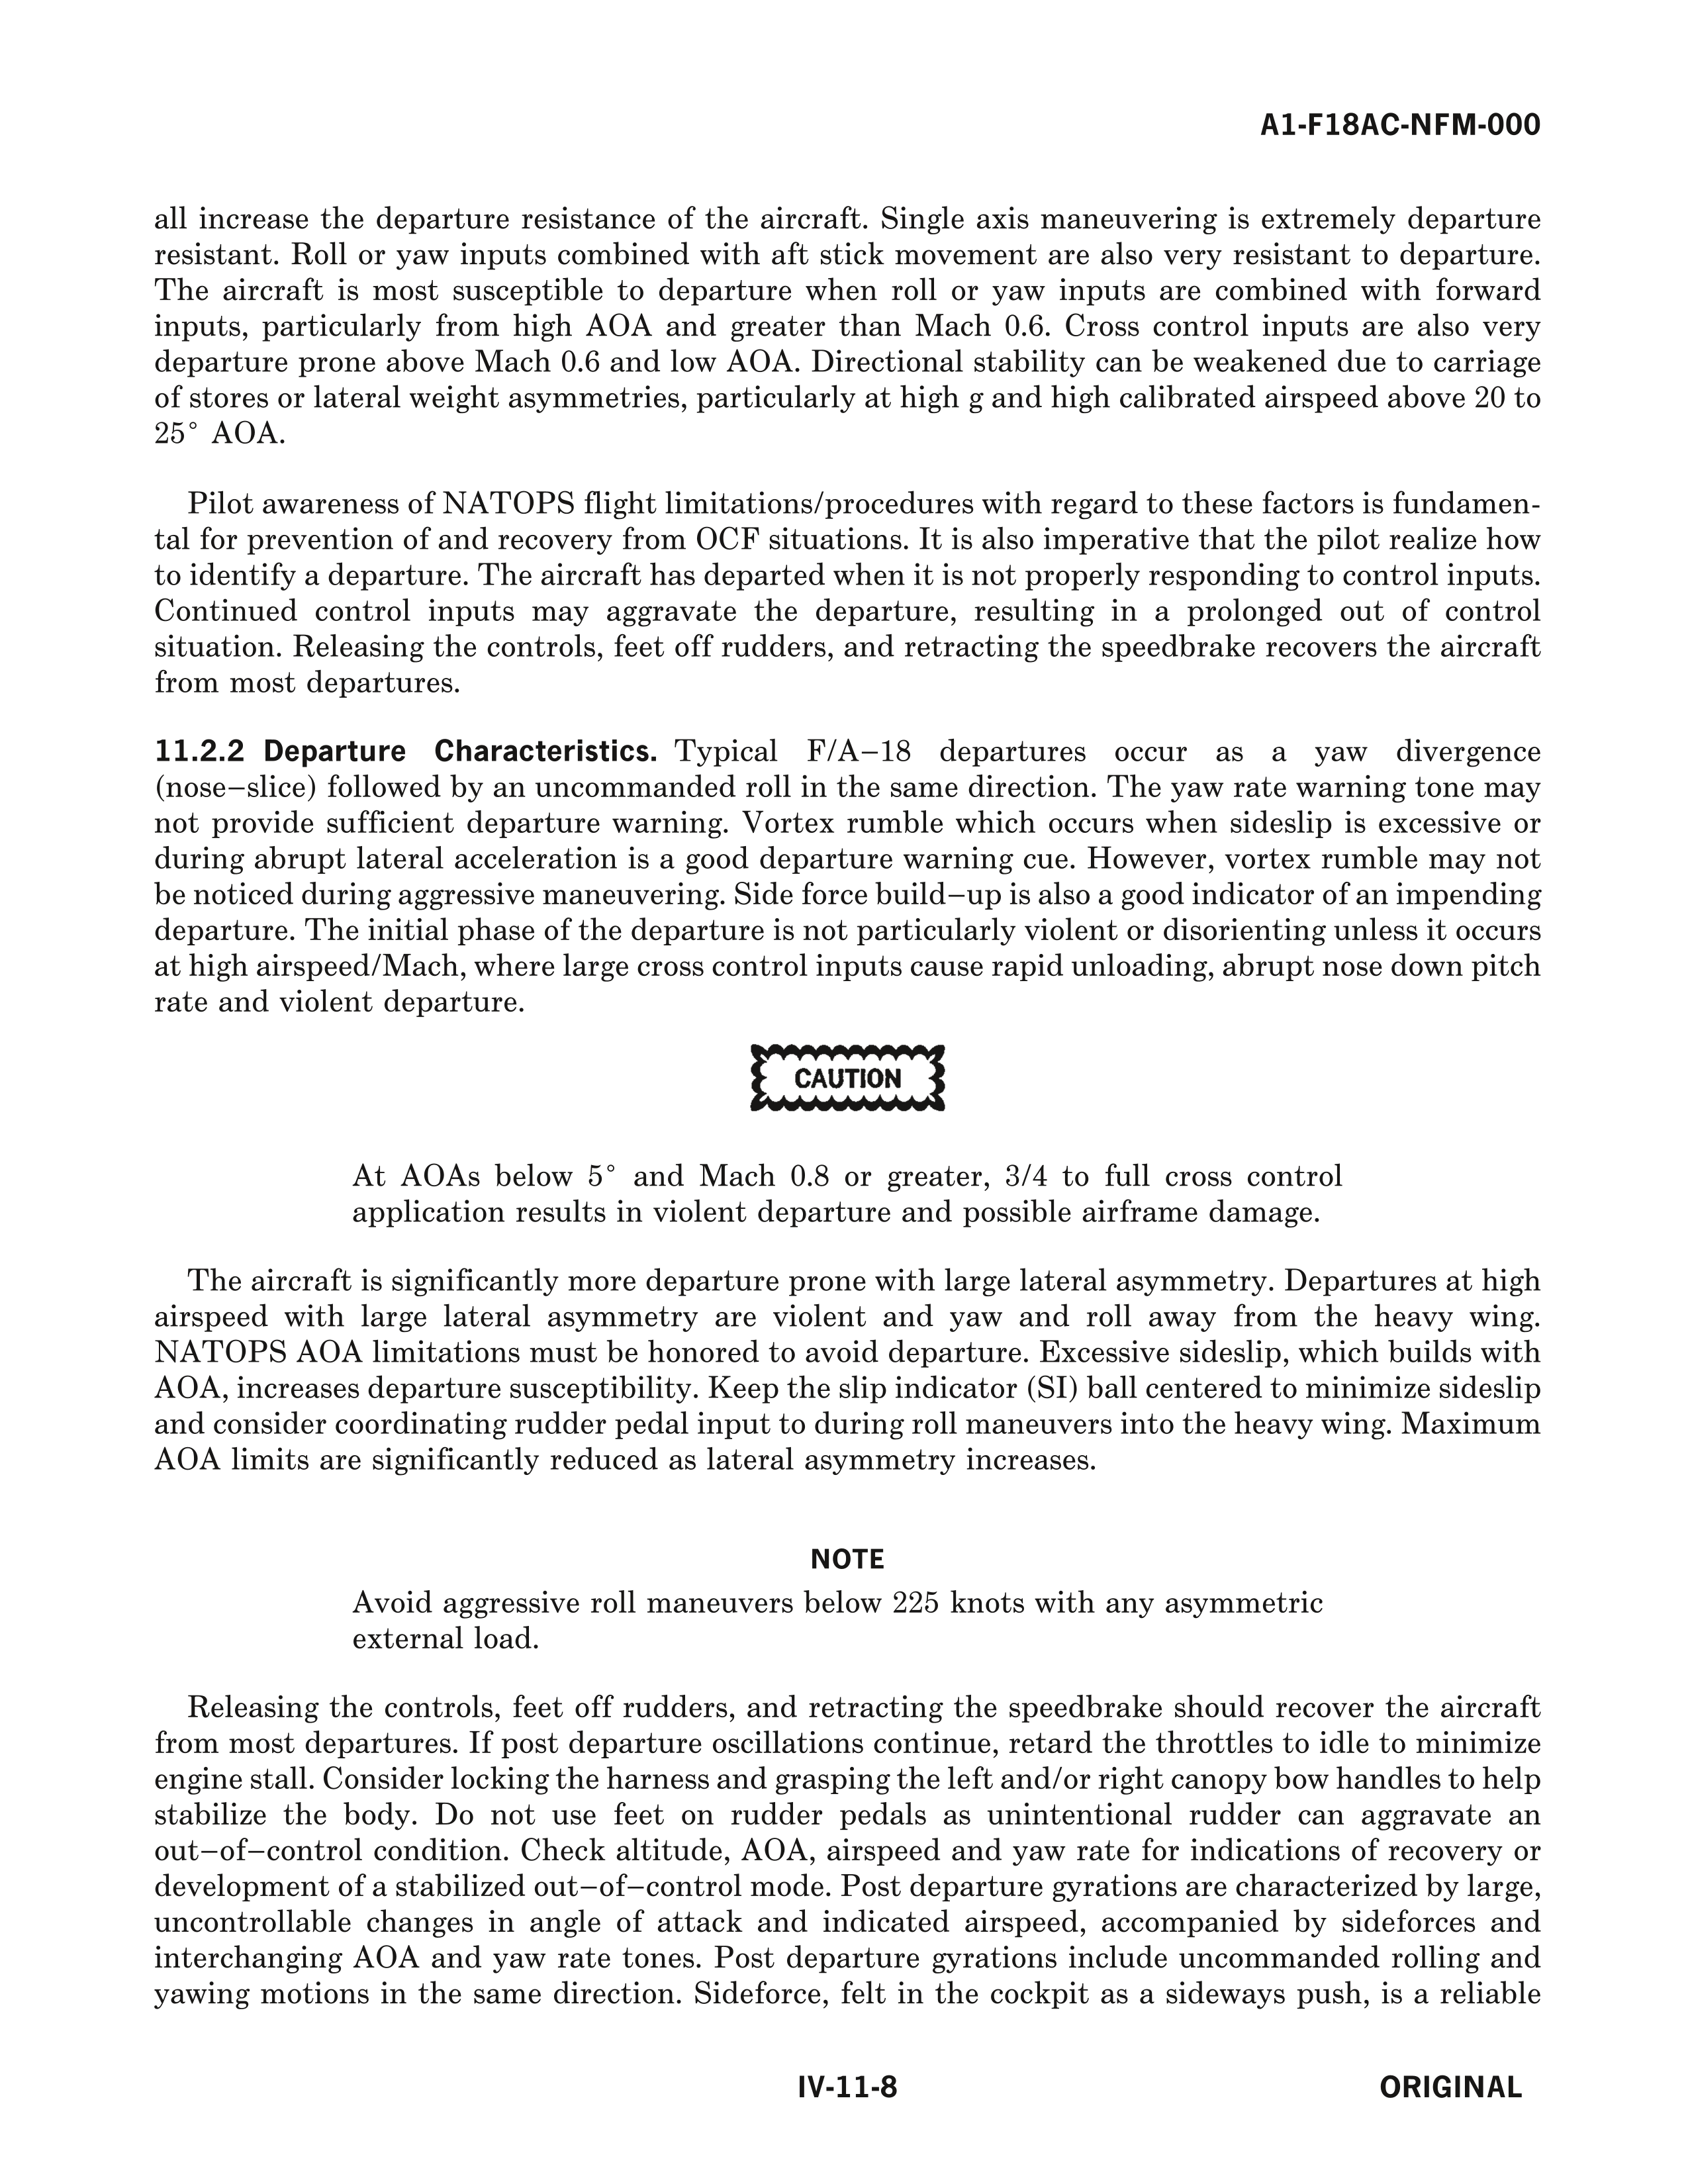 A1-F18AC-NFM-000
all increase the departure resistance of the aircraft. Single axis maneuvering is extremely departure
resistant. Roll or yaw inputs combined with aft stick movement are also very resistant to departure.
The aircraft is most susceptible to departure when roll or yaw inputs are combined with forward
inputs, particularly from high AOA and greater than Mach 0.6. Cross control inputs are also very
departure prone above Mach 0.6 and low AOA. Directional stability can be weakened due to carriage
of stores or lateral weight asymmetries, particularly at high g and high calibrated airspeed above 20 to
25° AOA.
Pilot awareness of NATOPS flight limitations/procedures with regard to these factors is fundamen-
tal for prevention of and recovery from OCF situations. It is also imperative that the pilot realize how
to identify a departure. The aircraft has departed when it is not properly responding to control inputs.
Continued control inputs may aggravate the departure, resulting in a prolonged out of control
situation. Releasing the controls, feet off rudders, and retracting the speedbrake recovers the aircraft
from most departures.
11.2.2 Departure Characteristics. Typical F/A−18 departures occur as a yaw divergence
(nose−slice) followed by an uncommanded roll in the same direction. The yaw rate warning tone may
not provide sufficient departure warning. Vortex rumble which occurs when sideslip is excessive or
during abrupt lateral acceleration is a good departure warning cue. However, vortex rumble may not
be noticed during aggressive maneuvering. Side force build−up is also a good indicator of an impending
departure. The initial phase of the departure is not particularly violent or disorienting unless it occurs
at high airspeed/Mach, where large cross control inputs cause rapid unloading, abrupt nose down pitch
rate and violent departure.
CAUTION
At AOAs below 5° and Mach 0.8 or greater, 3/4 to full cross control
application results in violent departure and possible airframe damage.
The aircraft is significantly more departure prone with large lateral asymmetry. Departures at high
airspeed with large lateral asymmetry are violent and yaw and roll away from the heavy wing.
NATOPS AOA limitations must be honored to avoid departure. Excessive sideslip, which builds with
AOA, increases departure susceptibility. Keep the slip indicator (SI) ball centered to minimize sideslip
and consider coordinating rudder pedal input to during roll maneuvers into the heavy wing. Maximum
AOA limits are significantly reduced as lateral asymmetry increases.
NOTE
Avoid aggressive roll maneuvers below 225 knots with any asymmetric
external load.
Releasing the controls, feet off rudders, and retracting the speedbrake should recover the aircraft
from most departures. If post departure oscillations continue, retard the throttles to idle to minimize
engine stall. Consider locking the harness and grasping the left and/or right canopy bow handles to help
stabilize the body. Do not use feet on rudder pedals as unintentional rudder can aggravate an
out−of−control condition. Check altitude, AOA, airspeed and yaw rate for indications of recovery or
development of a stabilized out−of−control mode. Post departure gyrations are characterized by large,
uncontrollable changes in angle of attack and indicated airspeed, accompanied by sideforces and
interchanging AOA and yaw rate tones. Post departure gyrations include uncommanded rolling and
yawing motions in the same direction. Sideforce, felt in the cockpit as a sideways push, is a reliable
IV-11-8
ORIGINAL